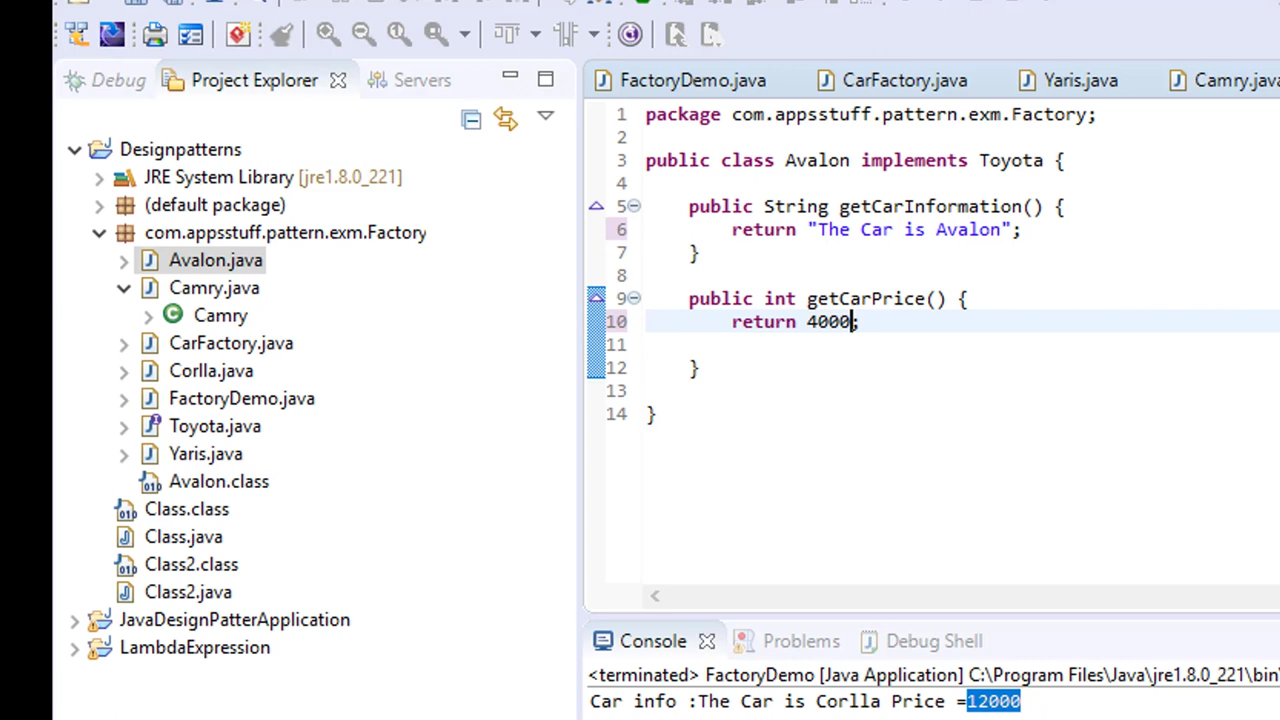 Debug Project Explorer Servers
Designpatterns
JRE System Library [jre1.8.0_221]
(default package)
com.appsstuff.pattern.exm.Factory
Avalon.java
Camry.java
Camry
CarFactory.java
Corlla.java
FactoryDemo.java
Toyota.java
Yaris.java
Avalon.class
Class.class
Class.java
Class2.class
Class2.java
JavaDesignPatterApplication
LambdaExpression
FactoryDemo.java CarFactory.java Yaris.java Camry.java
1 package com.appsstuff.pattern.exm.Factory;
2
3 public class Avalon implements Toyota {
4
5 public String getCarInformation() {
6 return "The Car is Avalon";
7 }
8
9 public int getCarPrice() {
10 return 4000;
11
12 }
13
14 }
Console Problems Debug Shell
<terminated> FactoryDemo [Java Application] C:\Program Files\Java\jre1.8.0_221\bin\
Car info :The Car is Corlla Price =12000